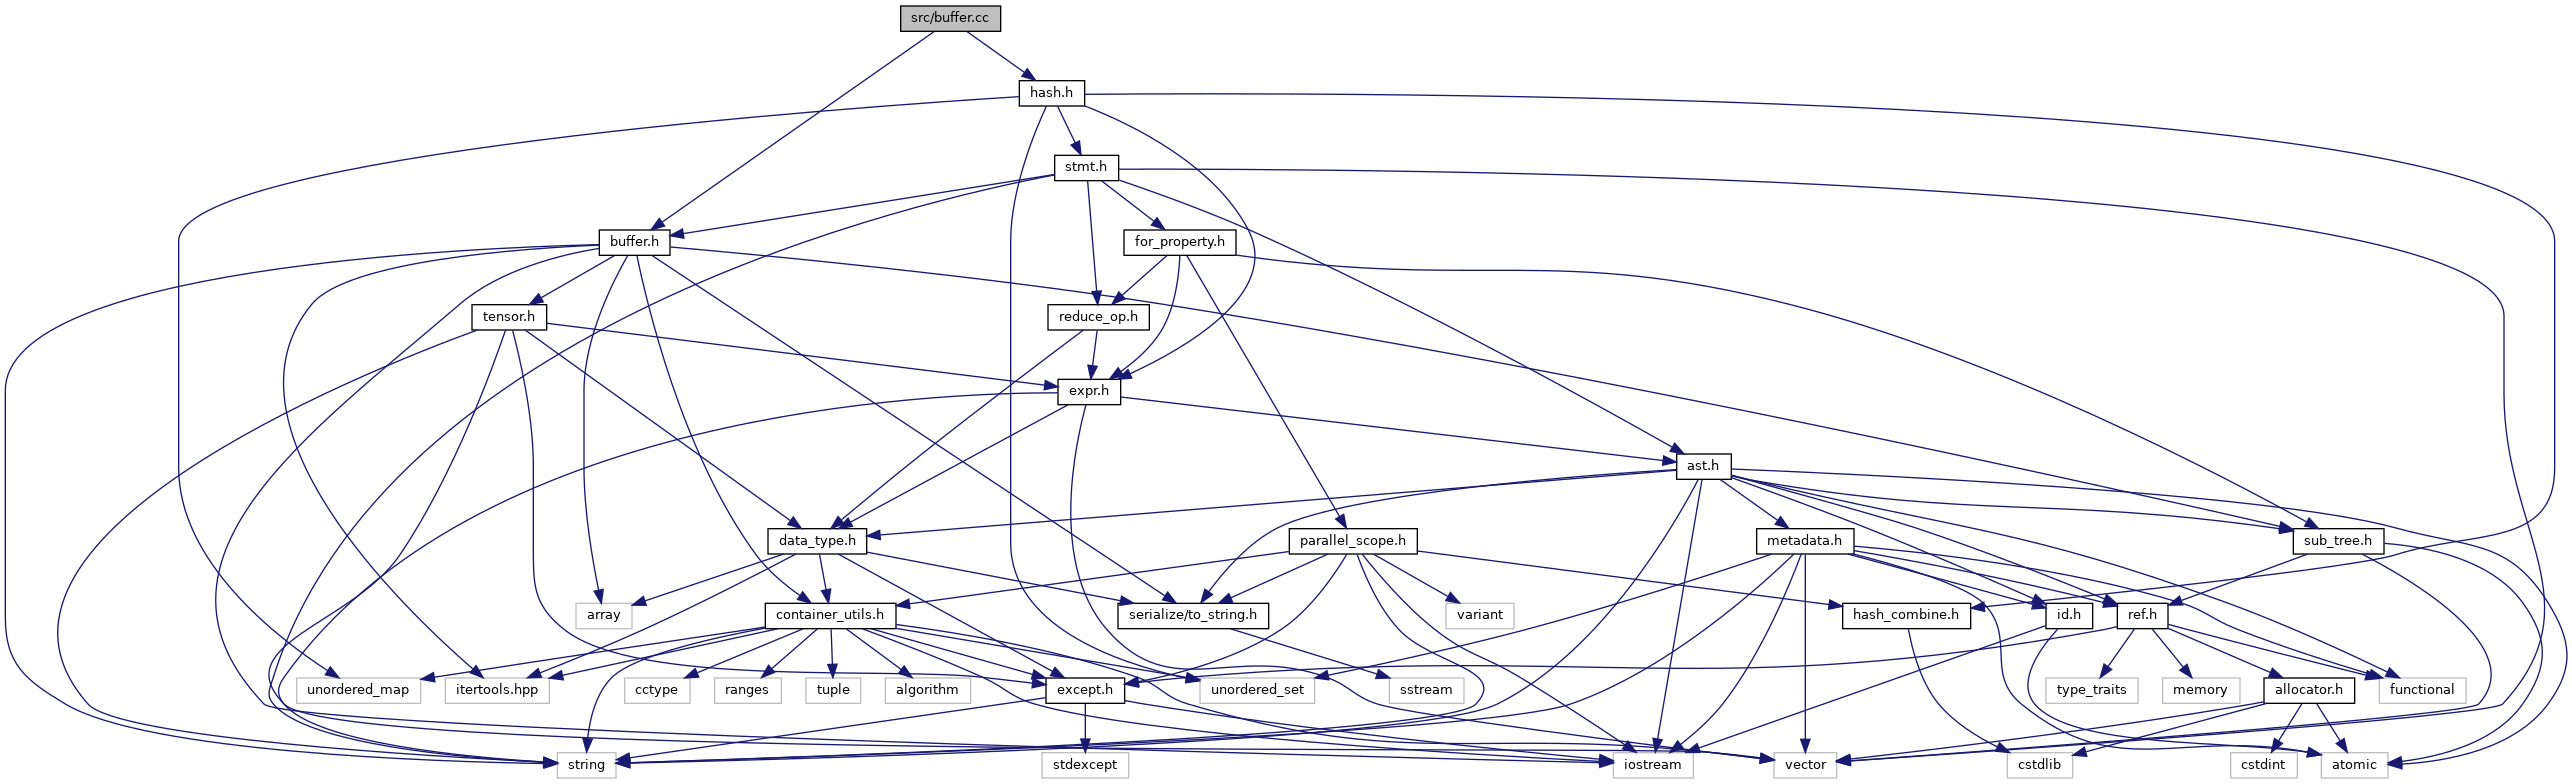 src/buffer.cc
hash.h
stmt.h
buffer.h
for_property.h
tensor.h
reduce_op.h
expr.h
ast.h
data_type.h
parallel_scope.h
metadata.h
sub_tree.h
array
container_utils.h
serialize/to_string.h
variant
hash_combine.h
id.h
ref.h
unordered_map
itertools.hpp
cctype
ranges
tuple
algorithm
except.h
unordered_set
sstream
type_traits
memory
allocator.h
functional
string
stdexcept
iostream
vector
cstdlib
cstdint
atomic